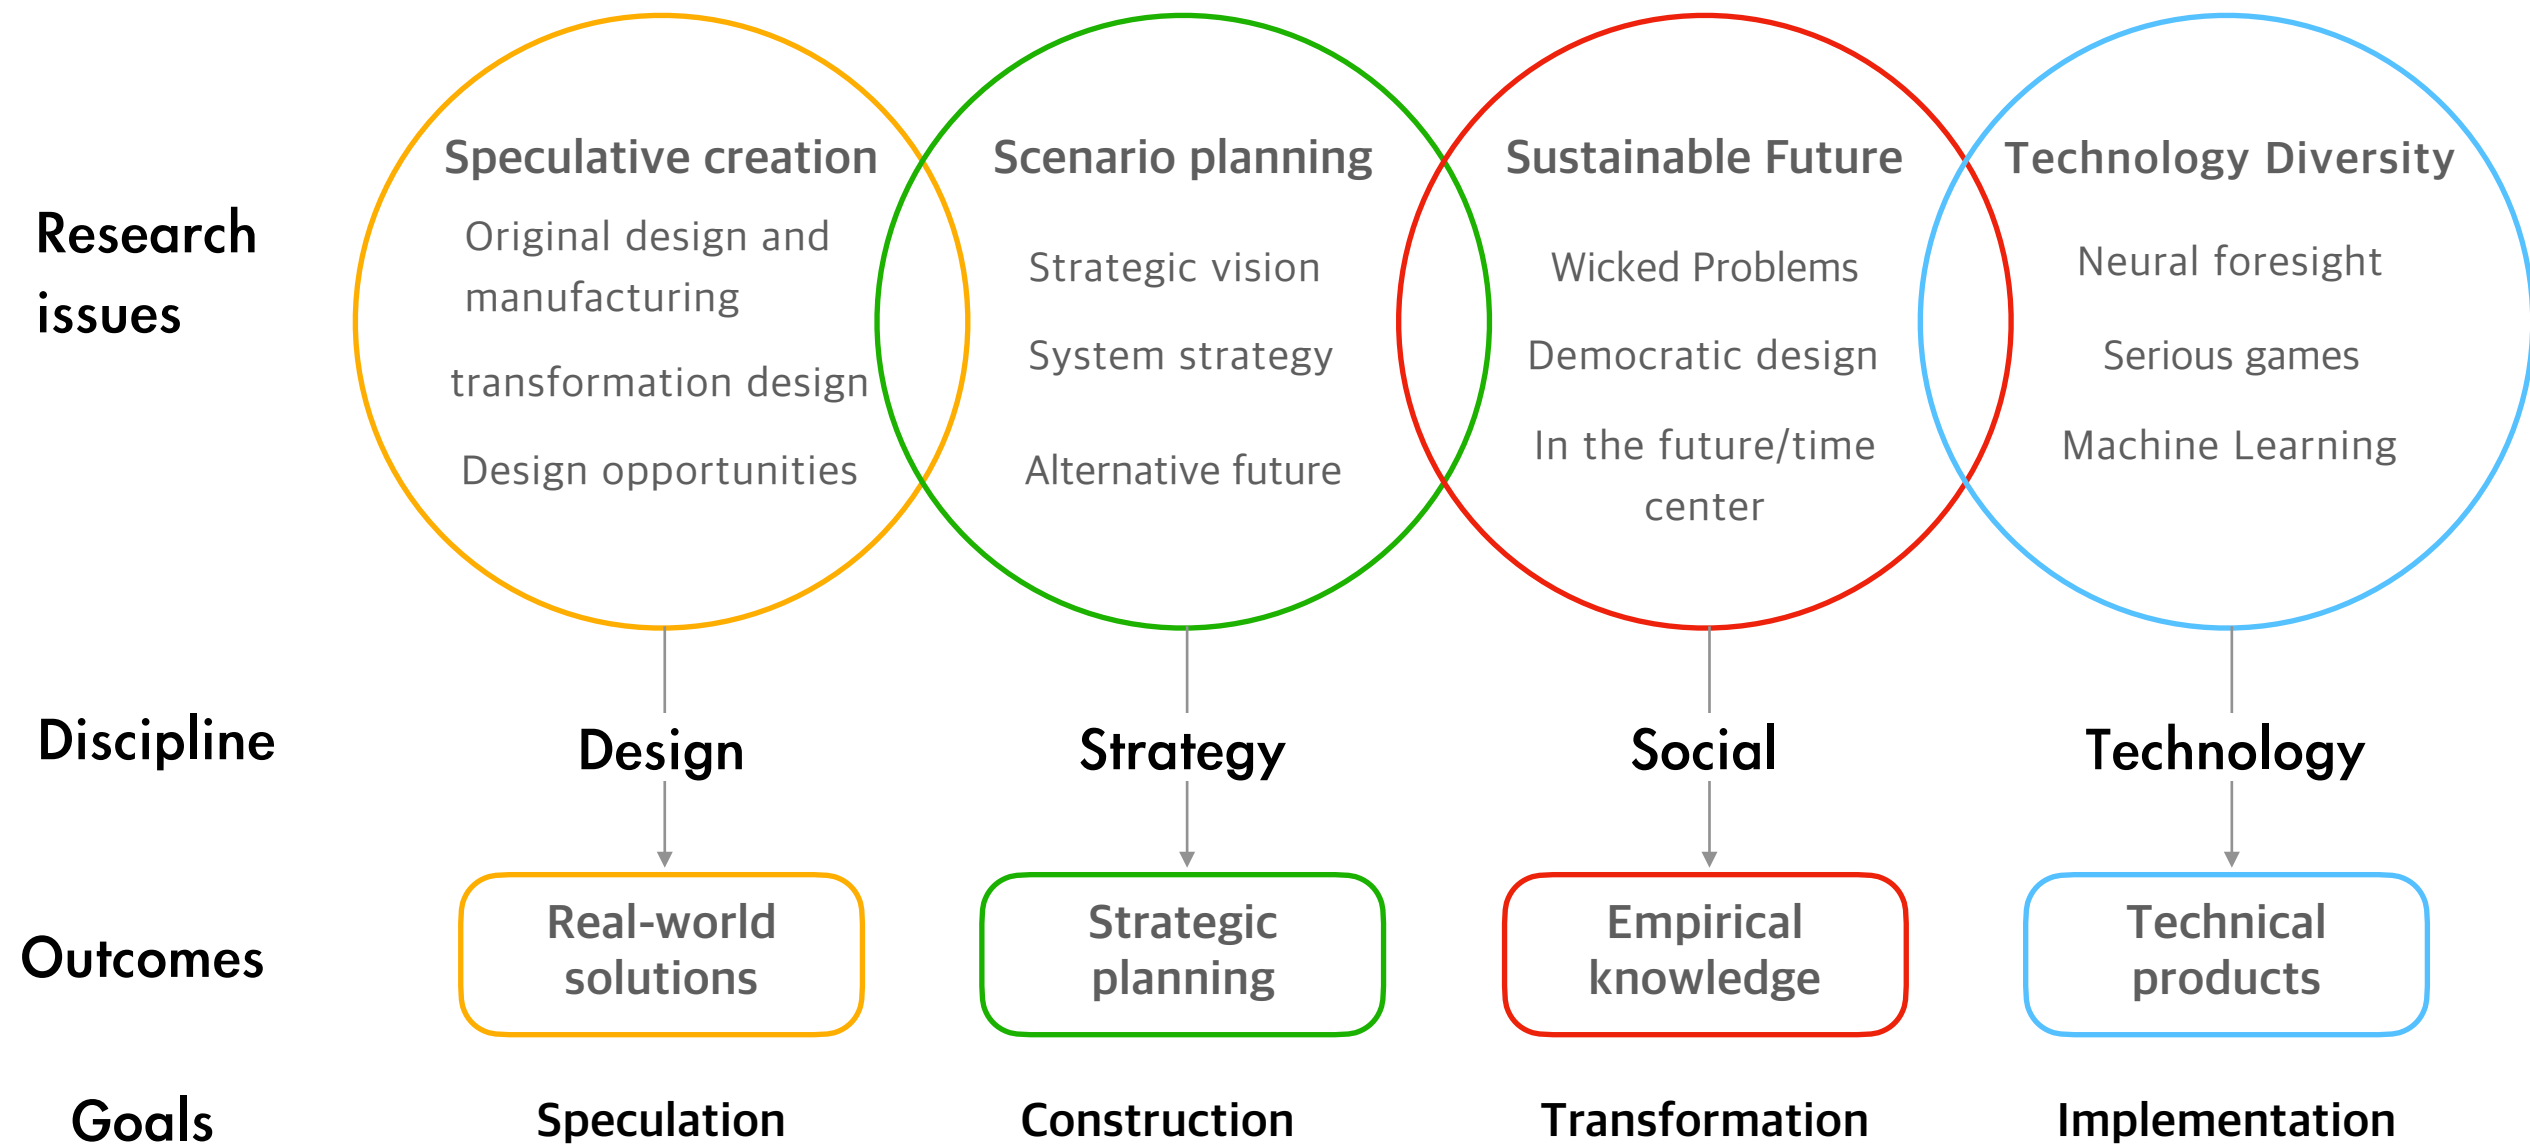 Research
issues
Speculative creation
Original design and
manufacturing
transformation design
Design opportunities
Scenario planning
Strategic vision
System strategy
Alternative future
Sustainable Future
Wicked Problems
Democratic design
In the future/time
center
Technology Diversity
Neural foresight
Serious games
Machine Learning
Discipline
Design
Strategy
Social
Technology
Outcomes
Real-world
solutions
Strategic
planning
Empirical
knowledge
Technical
products
Goals
Speculation
Construction
Transformation
Implementation